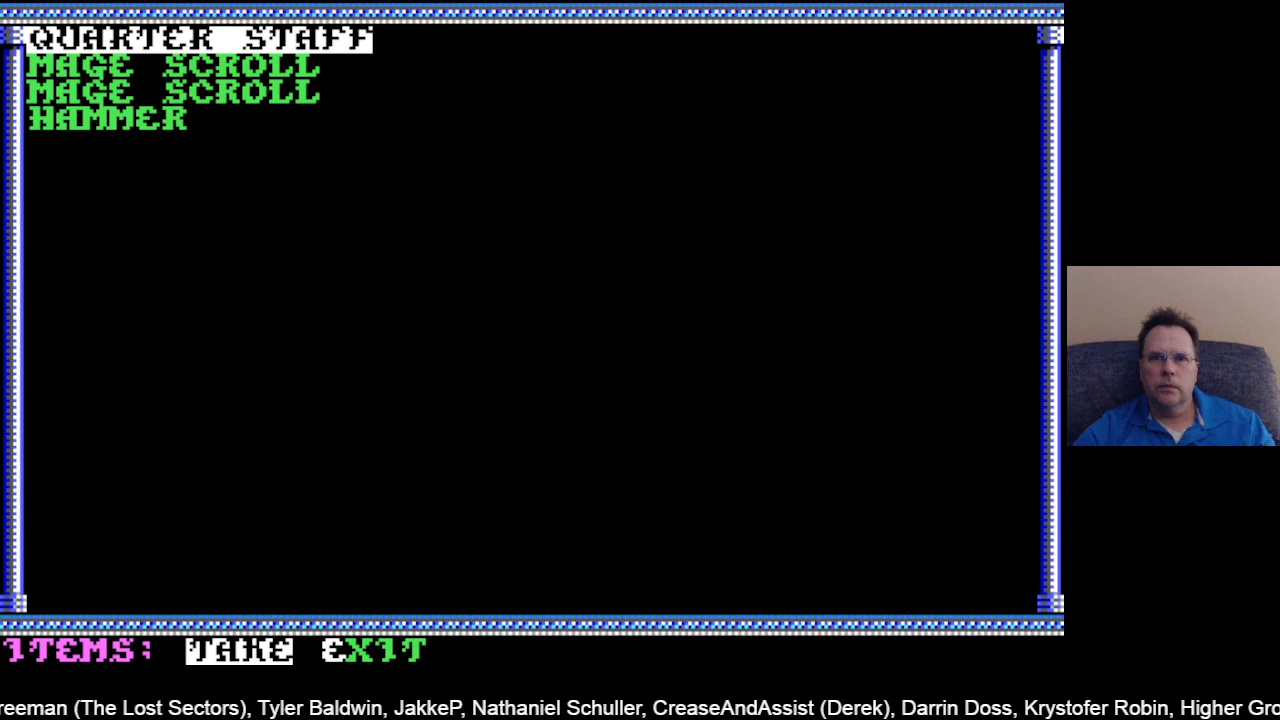 QUARTER STAFF
MAGE SCROLL
MAGE SCROLL
HAMMER
ITEMS: TAKE EXIT
reeman (The Lost Sectors), Tyler Baldwin, JakkeP, Nathaniel Schuller, CreaseAndAssist (Derek), Darrin Doss, Krystofer Robin, Higher Gro